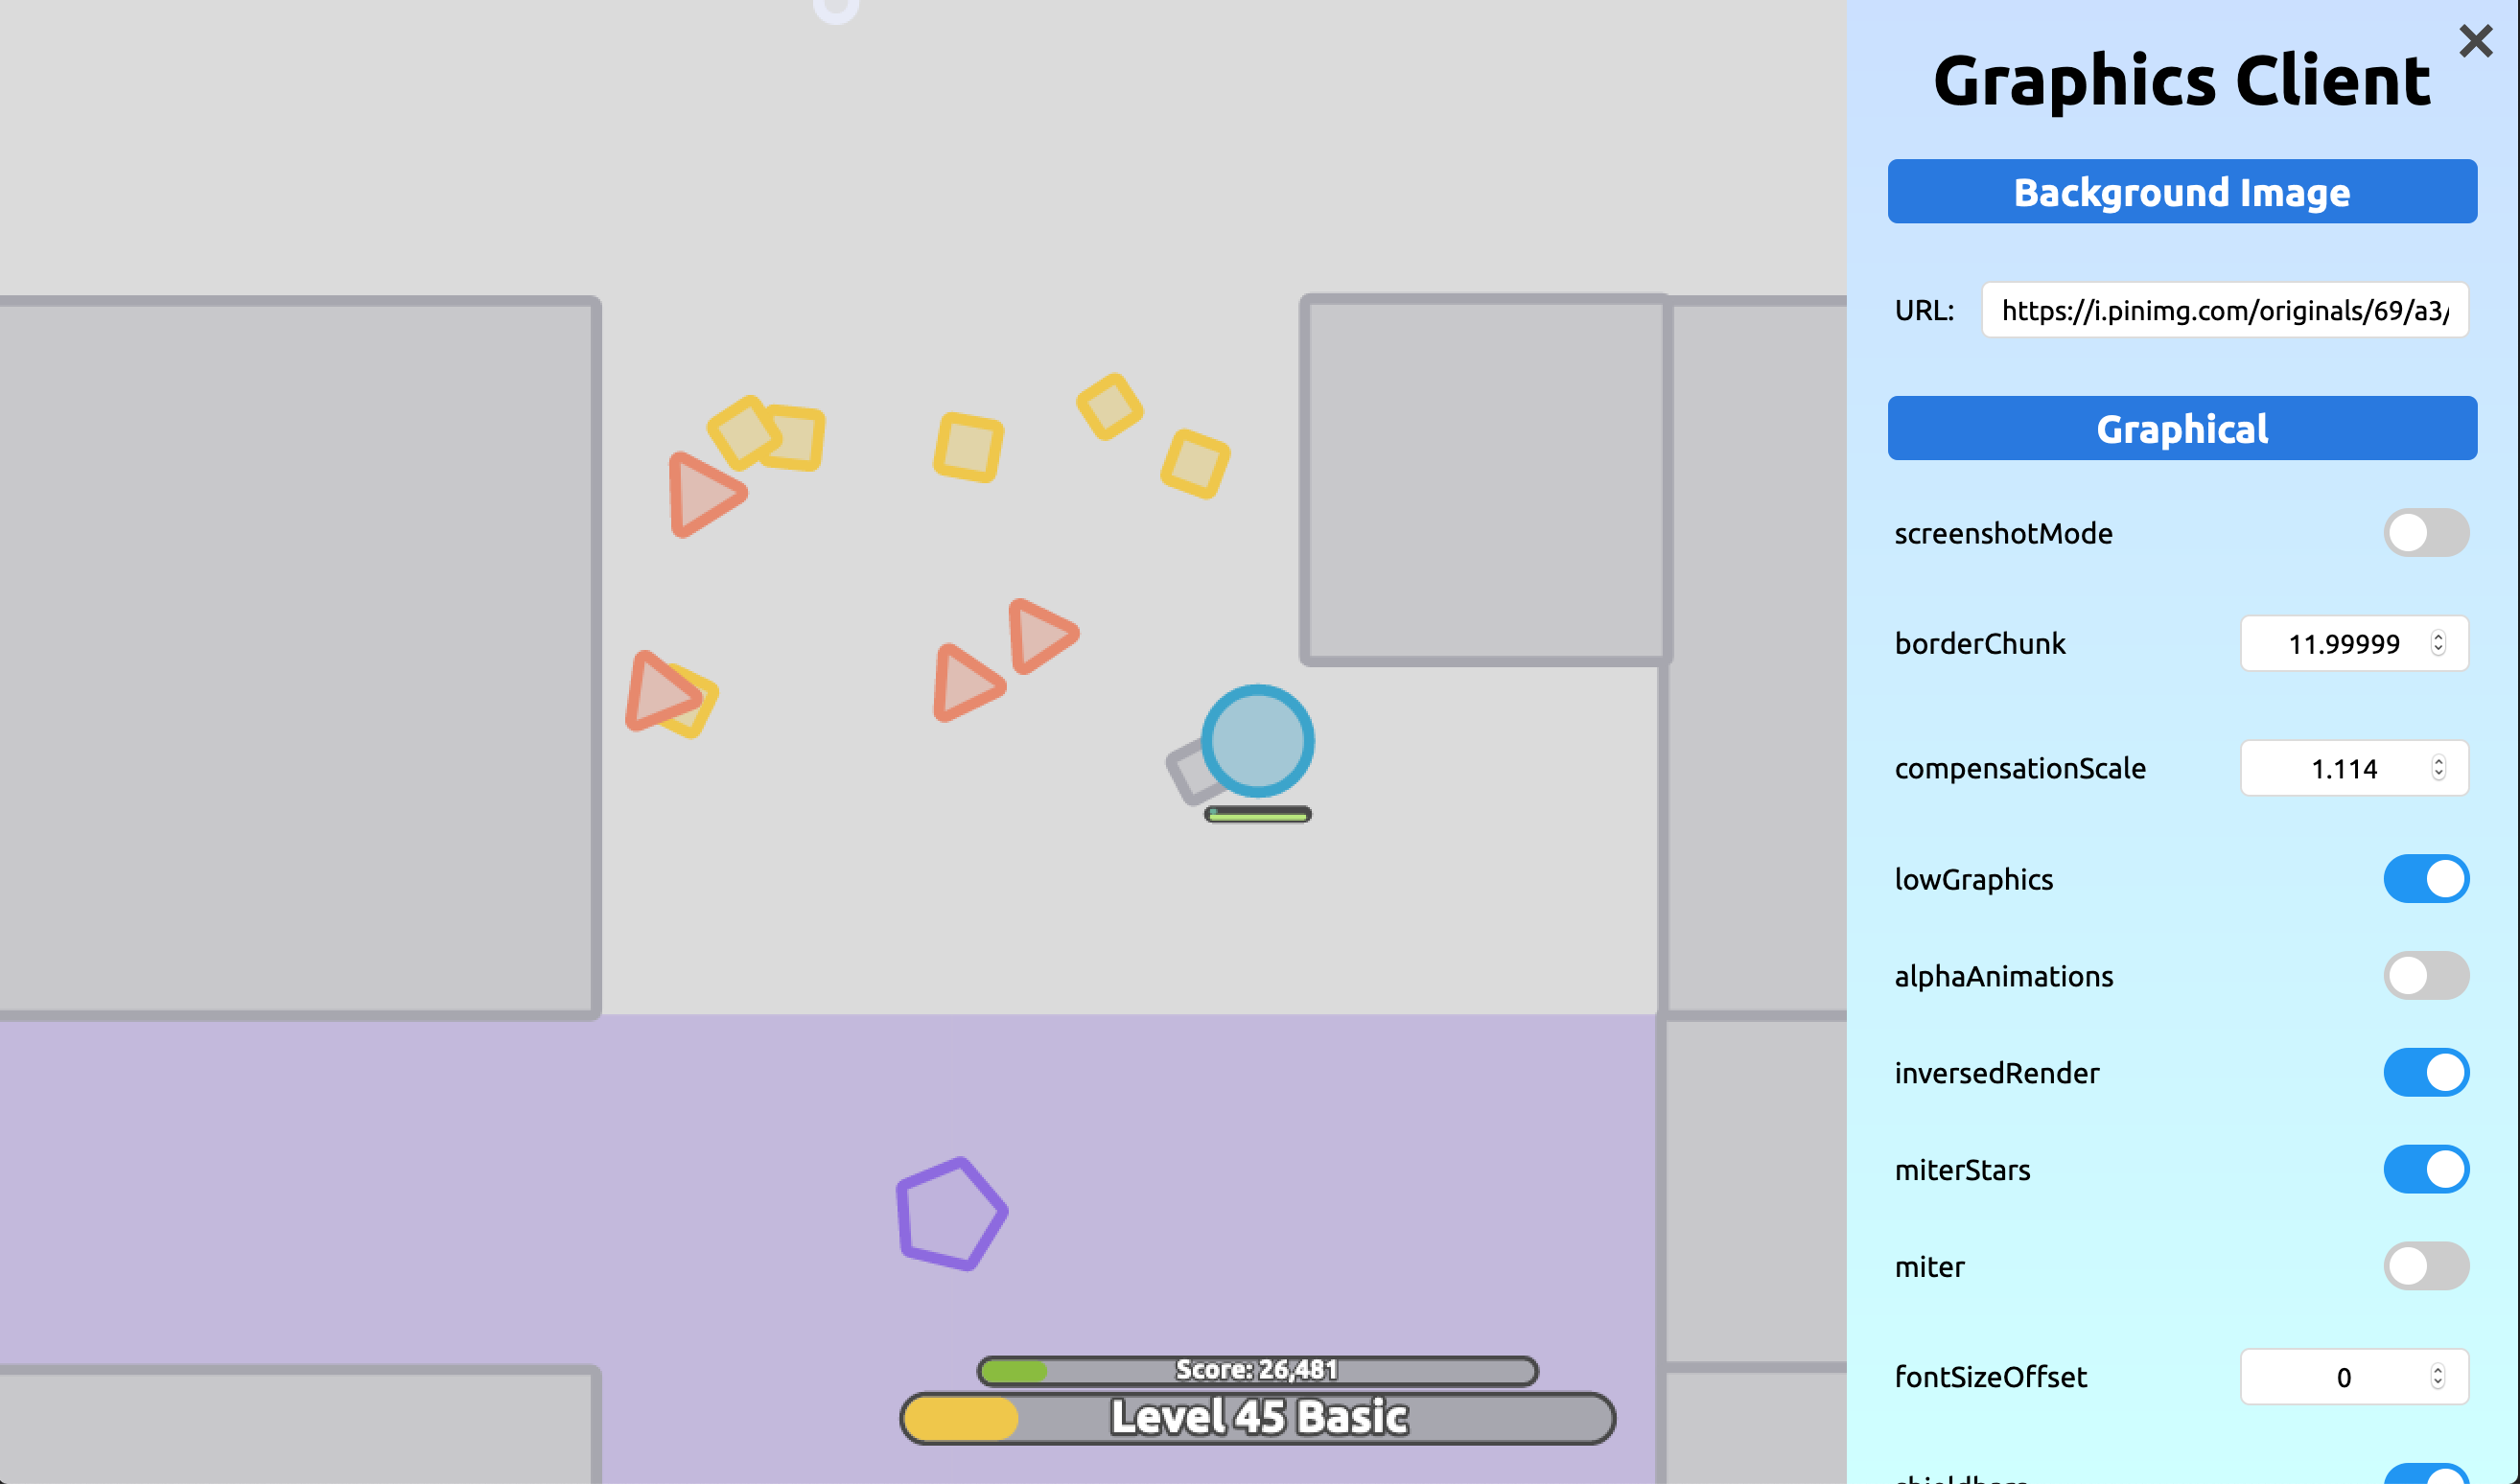 Graphics Client
Background Image
URL: https://i.pinimg.com/originals/69/a3/
Graphical
screenshotMode
borderChunk 11.99999
compensationScale 1.114
lowGraphics
alphaAnimations
inversedRender
miterStars
miter
fontSizeOffset 0
Score: 26,481
Level 45 Basic